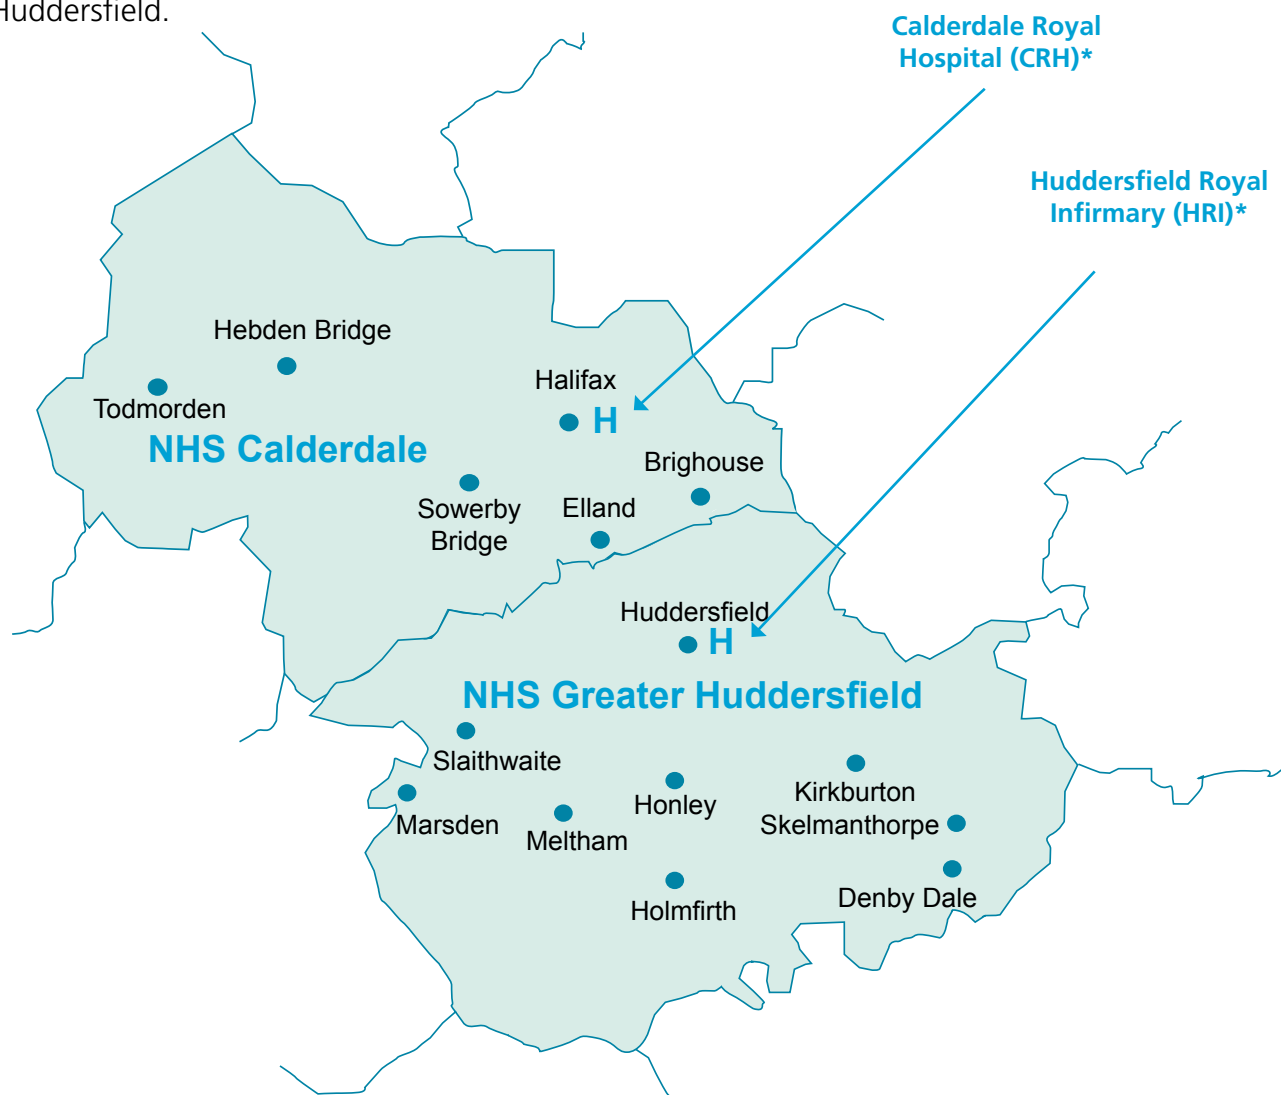 Huddersfield.
Calderdale Royal
Hospital (CRH)*
Huddersfield Royal
Infirmary (HRI)*
Hebden Bridge
Todmorden
Halifax
H
NHS Calderdale
Brighouse
Sowerby
Bridge
Elland
Huddersfield
H
NHS Greater Huddersfield
Slaithwaite
Marsden
Meltham
Honley
Kirkburton
Skelmanthorpe
Holmfirth
Denby Dale